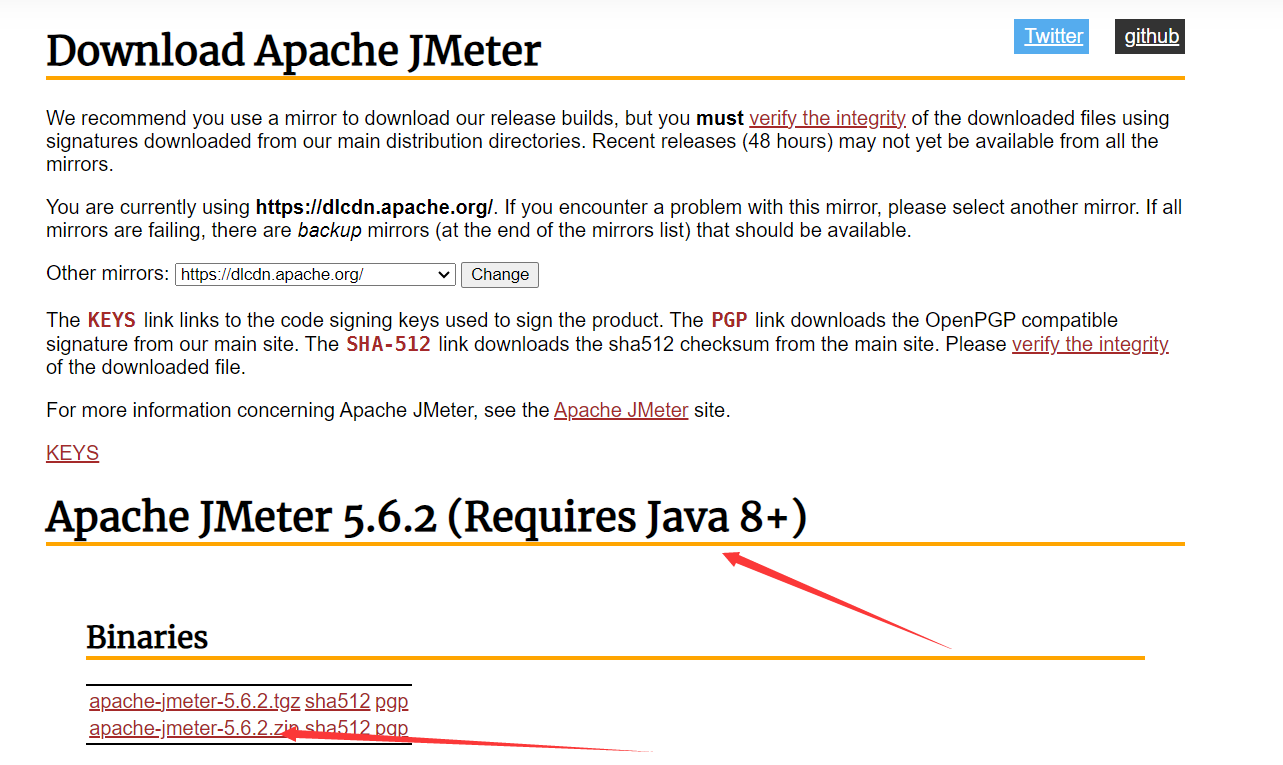 Download Apache JMeter
Twitter
github
We recommend you use a mirror to download our release builds, but you must verify the integrity of the downloaded files using
signatures downloaded from our main distribution directories. Recent releases (48 hours) may not yet be available from all the
mirrors.
You are currently using https://dlcdn.apache.org/. If you encounter a problem with this mirror, please select another mirror. If all
mirrors are failing, there are backup mirrors (at the end of the mirrors list) that should be available.
Other mirrors: https://dlcdn.apache.org/ Change
The KEYS link links to the code signing keys used to sign the product. The PGP link downloads the OpenPGP compatible
signature from our main site. The SHA-512 link downloads the sha512 checksum from the main site. Please verify the integrity
of the downloaded file.
For more information concerning Apache JMeter, see the Apache JMeter site.
KEYS
Apache JMeter 5.6.2 (Requires Java 8+)
Binaries
apache-jmeter-5.6.2.tgz sha512 pgp
apache-jmeter-5.6.2.zip sha512 pgp